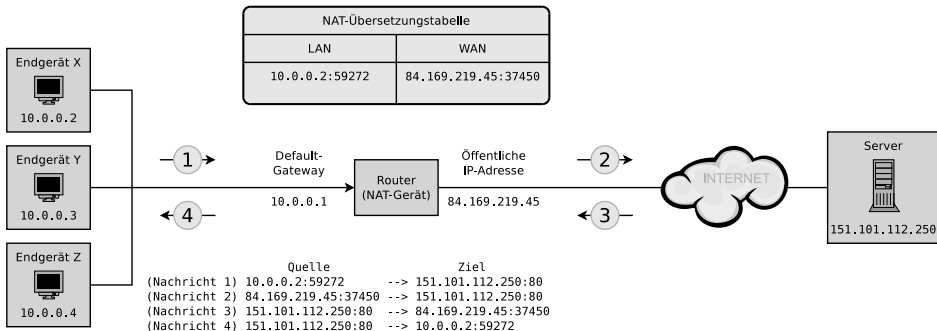 NAT-Übersetzungstabelle
LAN WAN
10.0.0.2:59272 84.169.219.45:37450
Endgerät X
10.0.0.2
Endgerät Y
10.0.0.3
Endgerät Z
10.0.0.4
1
4
Default-
Gateway
10.0.0.1
Router
(NAT-Gerät)
Öffentliche
IP-Adresse
84.169.219.45
2
3
INTERNET
Server
151.101.112.250
Quelle Ziel
(Nachricht 1) 10.0.0.2:59272 --> 151.101.112.250:80
(Nachricht 2) 84.169.219.45:37450 --> 151.101.112.250:80
(Nachricht 3) 151.101.112.250:80 --> 84.169.219.45:37450
(Nachricht 4) 151.101.112.250:80 --> 10.0.0.2:59272